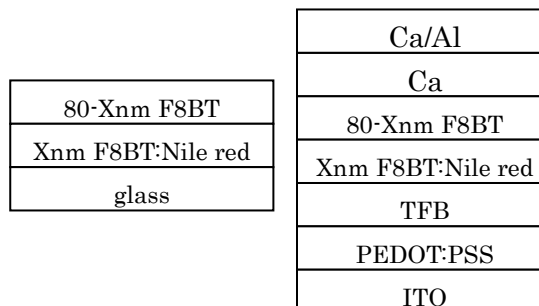 80-Xnm F8BT
Xnm F8BT:Nile red
glass
Ca/Al
Ca
80-Xnm F8BT
Xnm F8BT:Nile red
TFB
PEDOT:PSS
ITO